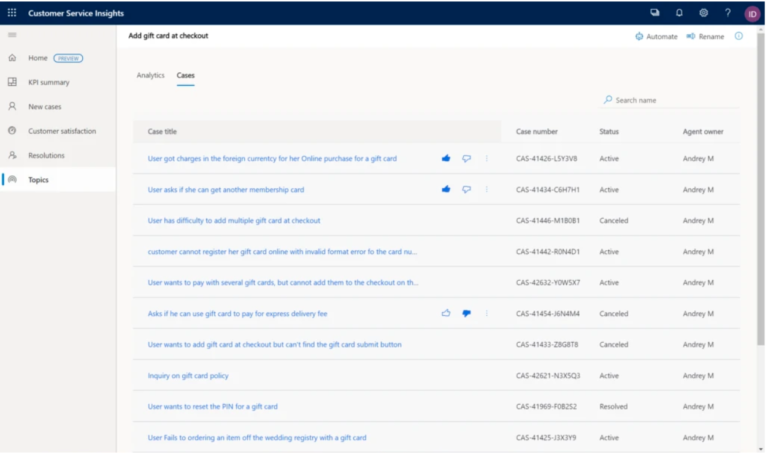 Customer Service Insights
?
ID
Add gift card at checkout
Automate
Rename
Home
PREVIEW
KPI summary
New cases
Customer satisfaction
Resolutions
Topics
Analytics
Cases
Search name
Case title Case number Status Agent owner
User got charges in the foreign currentcy for her Online purchase for a gift card CAS-41426-L5Y3V8 Active Andrey M
User asks if she can get another membership card CAS-41434-C6H7H1 Active Andrey M
User has difficulty to add multiple gift card at checkout CAS-41446-M1B0B1 Canceled Andrey M
customer cannot register her gift card online with invalid format error fo the card nu... CAS-41442-R0N4D1 Active Andrey M
User wants to pay with several gift cards, but cannot add them to the checkout on th... CAS-42632-Y0W5X7 Active Andrey M
Asks if he can use gift card to pay for express delivery fee CAS-41454-J6N4M4 Canceled Andrey M
User wants to add gift card at checkout but can't find the gift card submit button CAS-41433-Z8G8T8 Canceled Andrey M
Inquiry on gift card policy CAS-42621-N3X5Q3 Active Andrey M
User wants to reset the PIN for a gift card CAS-41969-F0B2S2 Resolved Andrey M
User Fails to ordering an item off the wedding registry with a gift card CAS-41425-J3X3Y9 Active Andrey M